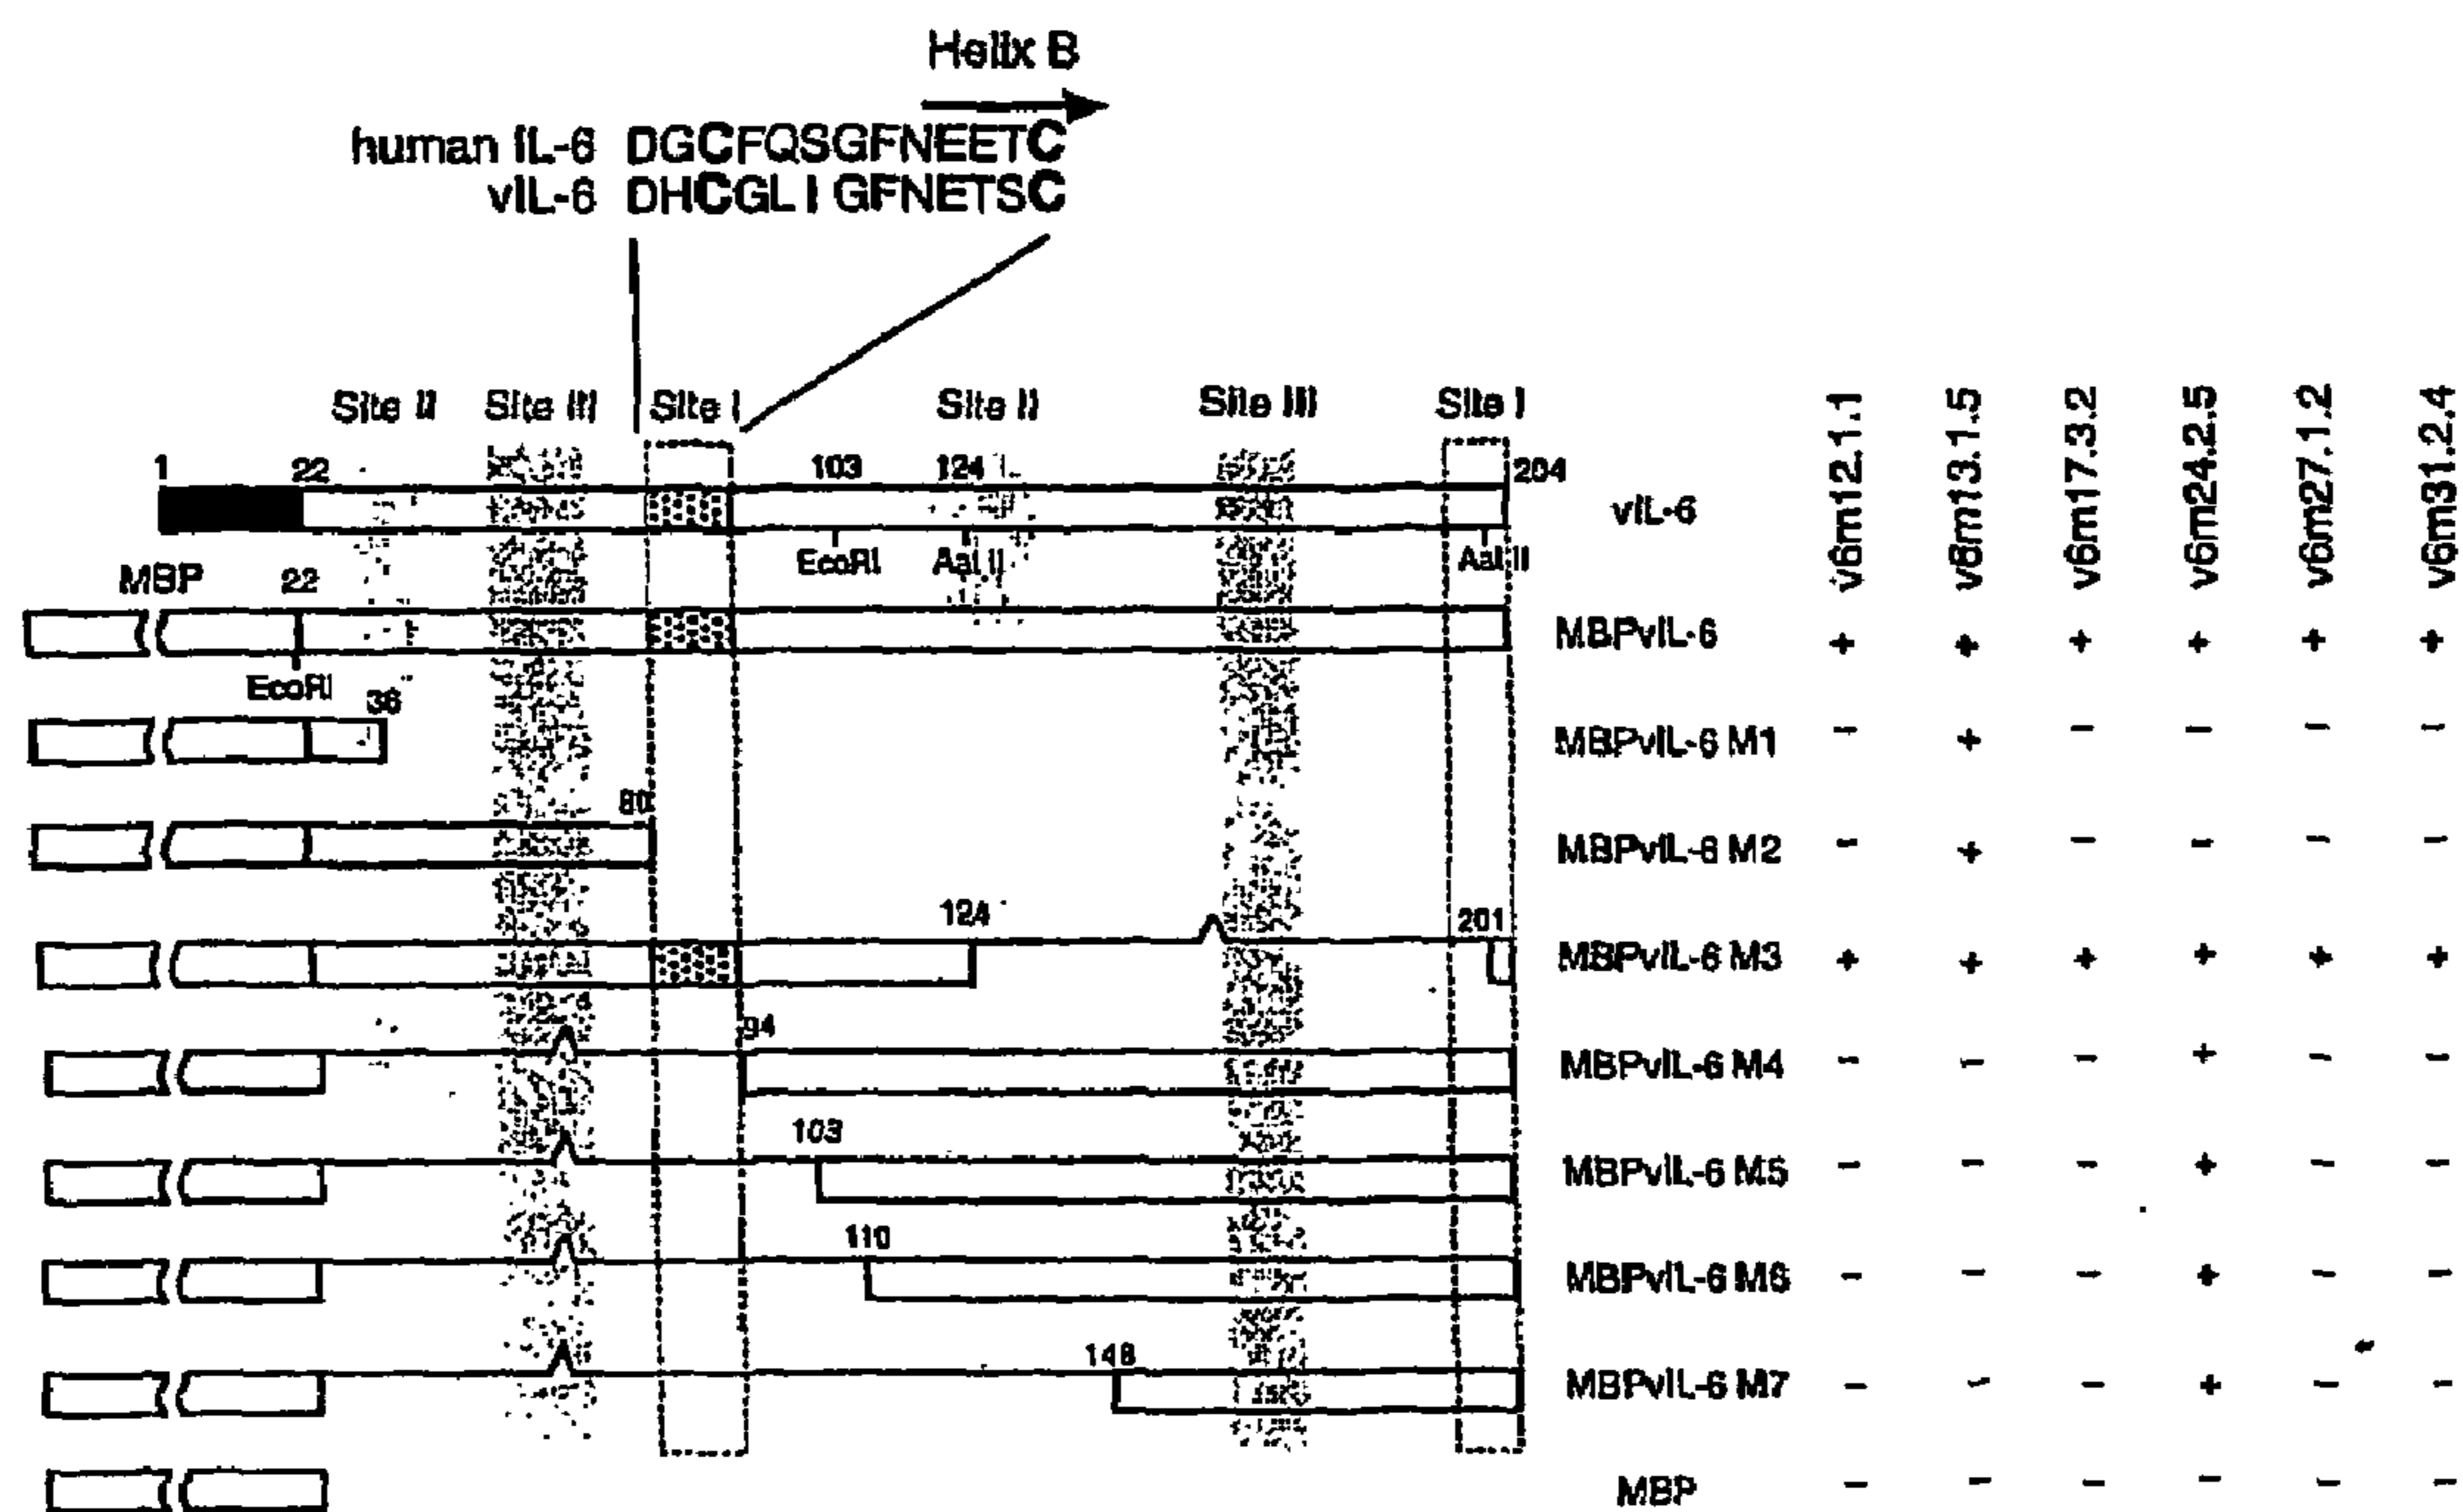 Helix B
human IL-6 DGCFQSGFNEETC
vIL-6 DHCGLIGFNETSC
Site II Site III Site I Site II Site III Site I
v6m12.1.1 v6m13.1.5 v6m17.3.2 v6m24.2.5 v6m27.1.2 v6m31.2.4
1 22 103 124 204
vIL-6
EcoRI Aat II Aat II
MBP 22
MBPvIL-6 + + + + + +
EcoRI
36
MBPvIL-6 M1 - + - - - -
80
MBPvIL-6 M2 - + - - - -
124 201
MBPvIL-6 M3 + + + + + +
94
MBPvIL-6 M4 - - - + - -
103
MBPvIL-6 M5 - - - + - -
110
MBPvIL-6 M6 - - - + - -
148
MBPvIL-6 M7 - - - + - -
MBP - - - - - -